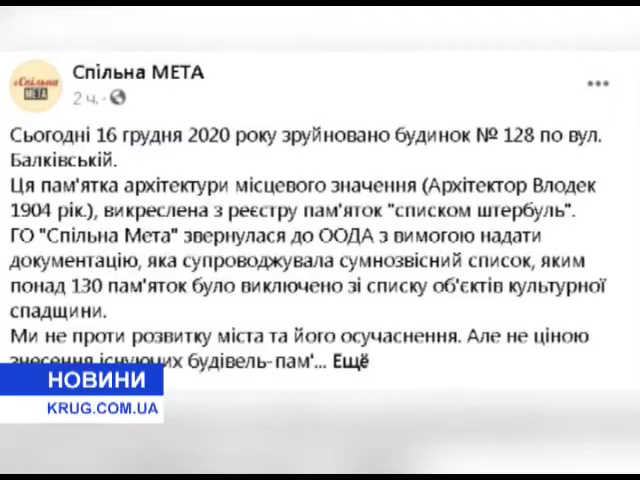 Спільна МЕТА
#Спільна
МЕТА
2 ч.
Сьогодні 16 грудня 2020 року зруйновано будинок № 128 по вул.
Балківській.
Ця пам'ятка архітектури місцевого значення (Архітектор Влодек
1904 рік.), викреслена з реєстру пам'яток "списком штербуль".
ГО "Спільна Мета" звернулася до ООДА з вимогою надати
документацію, яка супроводжувала сумнозвісний список, яким
понад 130 пам'яток було виключено зі списку об'єктів культурної
спадщини.
Ми не проти розвитку міста та його осучаснення. Але не ціною
знесення існуючих будівель-пам'... Ещё
НОВИНИ
KRUG.COM.UA